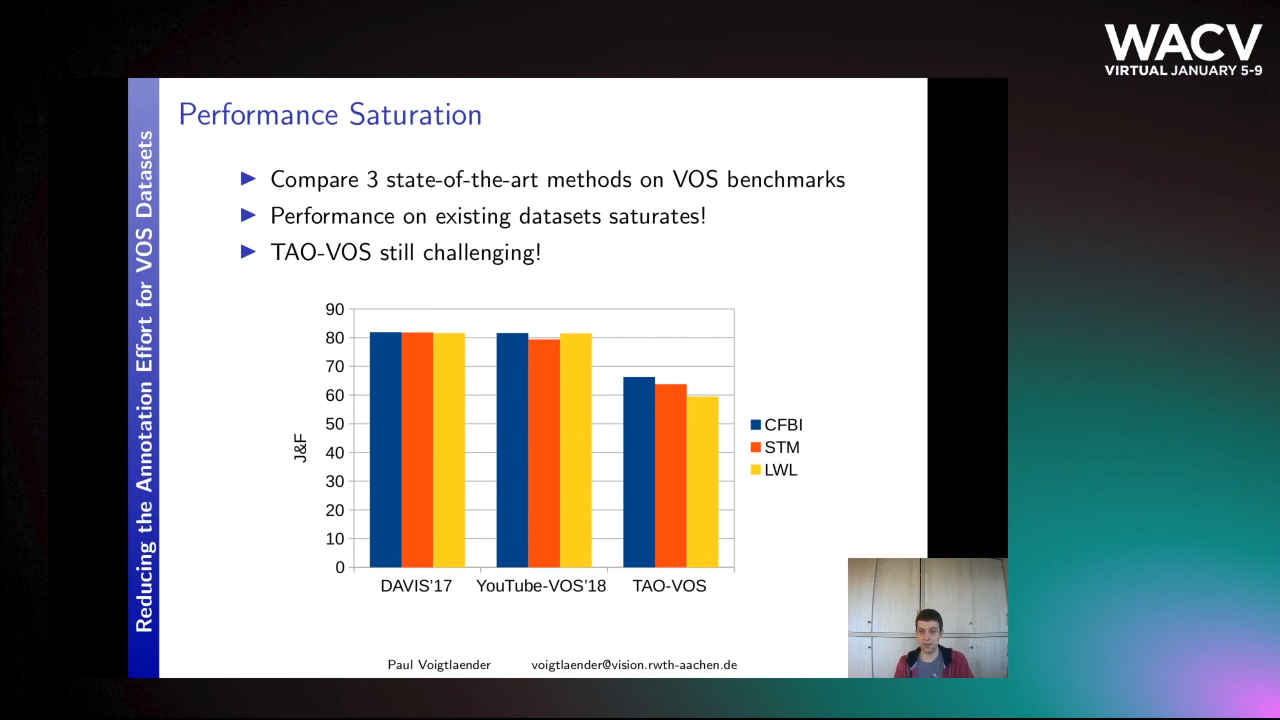 WACV
VIRTUAL JANUARY 5-9
Reducing the Annotation Effort for VOS Datasets
Performance Saturation
Compare 3 state-of-the-art methods on VOS benchmarks
Performance on existing datasets saturates!
TAO-VOS still challenging!
90
80
70
60
50
40
30
20
10
0
J&F
DAVIS'17 YouTube-VOS'18 TAO-VOS
CFBI
STM
LWL
Paul Voigtlaender voigtlaender@vision.rwth-aachen.de